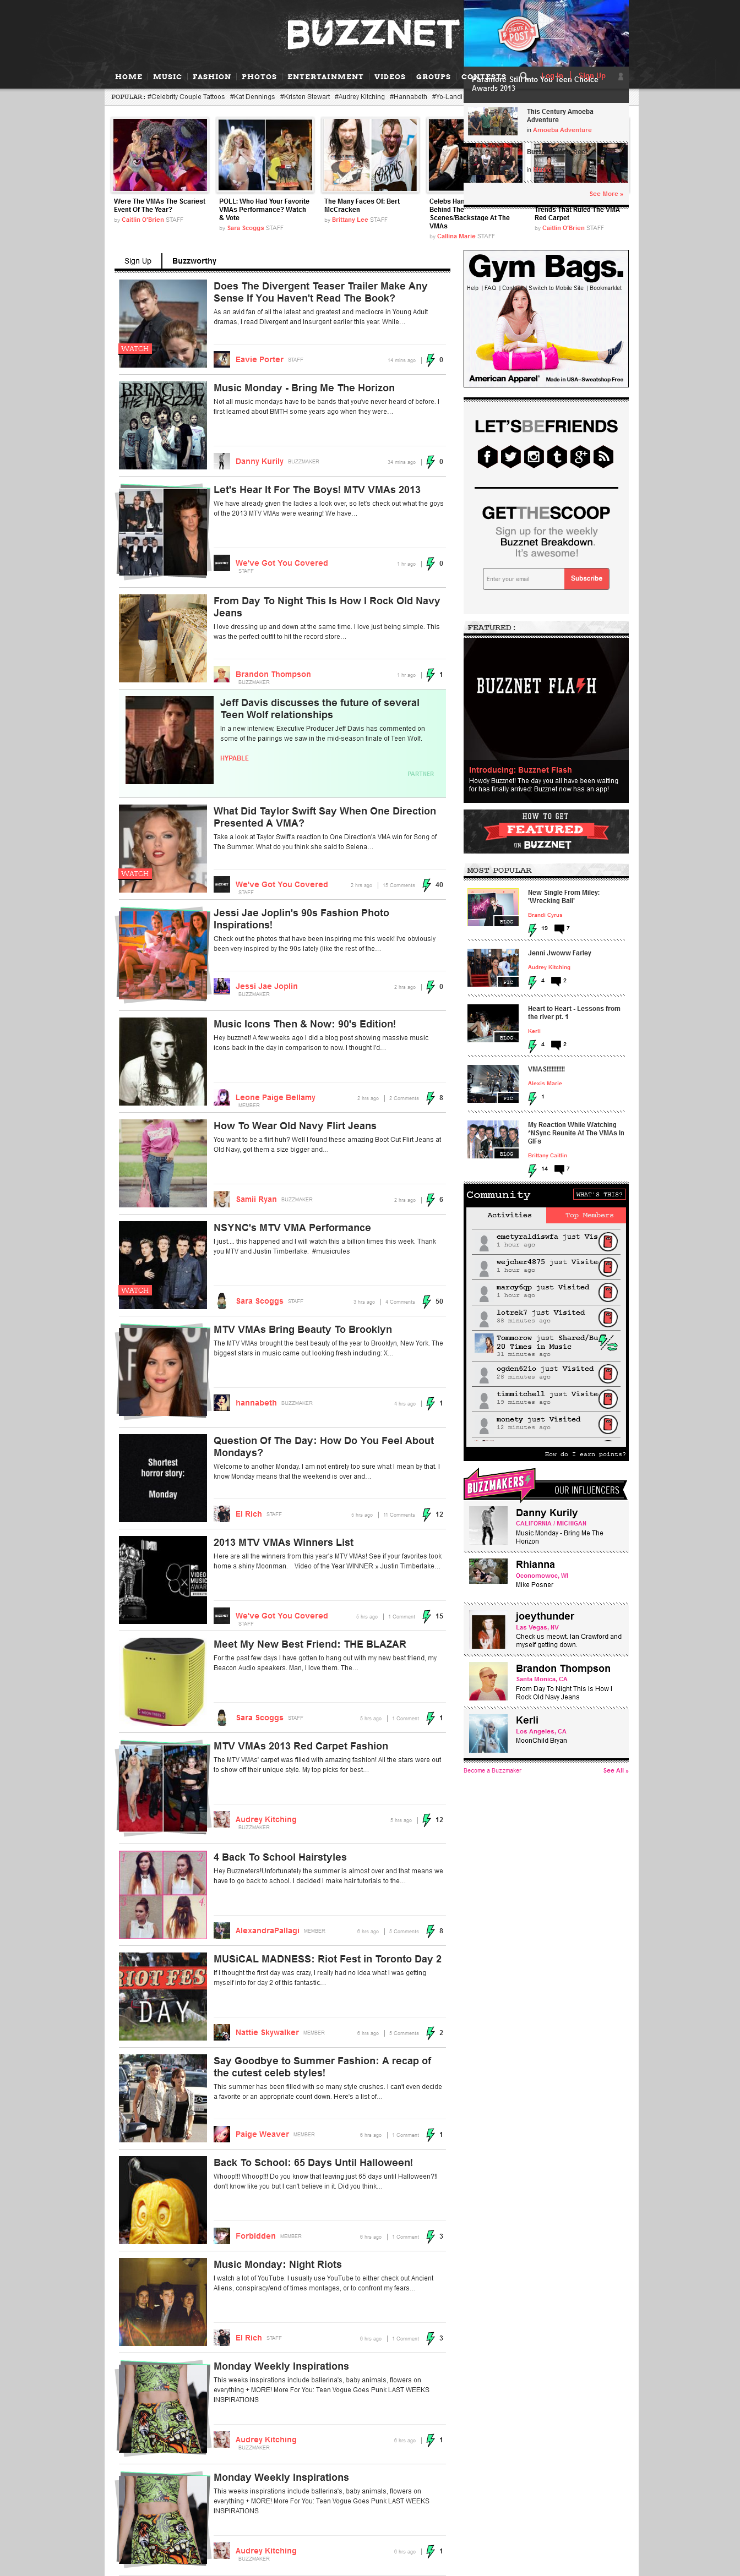 BUZZNET
CREATE A POST
HOME
MUSIC
FASHION
PHOTOS
ENTERTAINMENT
VIDEOS
GROUPS
CONTESTS
Log In
Sign Up
Paramore Still Into You Teen Choice
Awards 2013
POPULAR:
#Celebrity Couple Tattoos
#Kat Dennings
#Kristen Stewart
#Audrey Kitching
#Hannabeth
#Yo-Landi
This Century Amoeba
Adventure
in Amoeba Adventure
See More »
Were The VMAs The Scariest
Event Of The Year?
by Caitlin O'Brien STAFF
POLL: Who Had Your Favorite
VMAs Performance? Watch
& Vote
by Sara Scoggs STAFF
The Many Faces Of: Bert
McCracken
by Brittany Lee STAFF
Celebs
Behind The
Scenes/Backstage At The
VMAs
by Callina Marie STAFF
Trends That Ruled The VMA
Red Carpet
by Caitlin O'Brien STAFF
Sign Up
Buzzworthy
Does The Divergent Teaser Trailer Make Any
Sense If You Haven't Read The Book?
As an avid fan of all the latest and greatest and mediocre in Young Adult
dramas, I read Divergent and Insurgent earlier this year. While…
WATCH
Eavie Porter STAFF
14 mins ago
0
Music Monday - Bring Me The Horizon
Not all music mondays have to be bands that you've never heard of before. I
first learned about BMTH some years ago when they were…
Danny Kurily BUZZMAKER
34 mins ago
0
Let's Hear It For The Boys! MTV VMAs 2013
We have already given the ladies a look over, so let's check out what the guys
of the 2013 MTV VMAs were wearing! We have…
We've Got You Covered
STAFF
1 hr ago
0
From Day To Night This Is How I Rock Old Navy
Jeans
I love dressing up and down at the same time. I love just being simple. This
was the perfect outfit to hit the record store…
Brandon Thompson
BUZZMAKER
1 hr ago
1
Jeff Davis discusses the future of several
Teen Wolf relationships
In a new interview, Executive Producer Jeff Davis has commented on
some of the pairings we saw in the mid-season finale of Teen Wolf.
HYPABLE
PARTNER
What Did Taylor Swift Say When One Direction
Presented A VMA?
Take a look at Taylor Swift's reaction to One Direction's VMA win for Song of
The Summer. What do you think she said to Selena…
WATCH
We've Got You Covered
STAFF
2 hrs ago
15 Comments
40
Jessi Jae Joplin's 90s Fashion Photo
Inspirations!
Check out the photos that have been inspiring me this week! I've obviously
been very inspired by the 90s lately (like the rest of the…
Jessi Jae Joplin
BUZZMAKER
2 hrs ago
0
Music Icons Then & Now: 90's Edition!
Hey buzznet! A few weeks ago I did a blog post showing massive music
icons back in the day in comparison to now. I thought I'd…
Leone Paige Bellamy
MEMBER
2 hrs ago
2 Comments
8
How To Wear Old Navy Flirt Jeans
You want to be a flirt huh? Well I found these amazing Boot Cut Flirt Jeans at
Old Navy, got them a size bigger and…
Samii Ryan BUZZMAKER
2 hrs ago
6
NSYNC's MTV VMA Performance
I just.... this happened and I will watch this a billion times this week. Thank
you MTV and Justin Timberlake. #musicrules
WATCH
Sara Scoggs STAFF
3 hrs ago
4 Comments
50
MTV VMAs Bring Beauty To Brooklyn
The MTV VMAs brought the best beauty of the year to Brooklyn, New York. The
biggest stars in music came out looking fresh including: X…
hannabeth BUZZMAKER
4 hrs ago
1
Question Of The Day: How Do You Feel About
Mondays?
Welcome to another Monday. I am not entirely too sure what I mean by that. I
know Monday means that the weekend is over and…
Shortest
horror story:
Monday
El Rich STAFF
5 hrs ago
11 Comments
12
2013 MTV VMAs Winners List
Here are all the winners from this year's MTV VMAs! See if your favorites took
home a shiny Moonman. Video of the Year WINNER » Justin Timberlake…
We've Got You Covered
STAFF
5 hrs ago
1 Comment
15
Meet My New Best Friend: THE BLAZAR
For the past few days I have gotten to hang out with my new best friend, my
Beacon Audio speakers. Man, I love them. The…
Sara Scoggs STAFF
5 hrs ago
1 Comment
1
MTV VMAs 2013 Red Carpet Fashion
The MTV VMAs' carpet was filled with amazing fashion! All the stars were out
to show off their unique style. My top picks for best…
Audrey Kitching
BUZZMAKER
5 hrs ago
12
4 Back To School Hairstyles
Hey Buzzneters!Unfortunately the summer is almost over and that means we
have to go back to school. I decided I make hair tutorials to the…
AlexandraPallagi MEMBER
6 hrs ago
5 Comments
8
MUSiCAL MADNESS: Riot Fest in Toronto Day 2
If I thought the first day was crazy, I really had no idea what I was getting
myself into for day 2 of this fantastic…
RIOT FES
DAY
Nattie Skywalker MEMBER
6 hrs ago
5 Comments
2
Say Goodbye to Summer Fashion: A recap of
the cutest celeb styles!
This summer has been filled with so many style crushes. I can't even decide
a favorite or an appropriate count down. Here's a list of…
Paige Weaver MEMBER
6 hrs ago
1 Comment
1
Back To School: 65 Days Until Halloween!
Whoop!!! Whoop!!! Do you know that leaving just 65 days until Halloween?!I
don't know like you but I can't believe in it. Did you think…
Forbidden MEMBER
6 hrs ago
1 Comment
3
Music Monday: Night Riots
I watch a lot of YouTube. I usually use YouTube to either check out Ancient
Aliens, conspiracy/end of times montages, or to confront my fears…
El Rich STAFF
6 hrs ago
1 Comment
3
Monday Weekly Inspirations
This weeks inspirations include ballerina's, baby animals, flowers on
everything + MORE! More For You: Teen Vogue Goes Punk LAST WEEKS
INSPIRATIONS
Audrey Kitching
BUZZMAKER
6 hrs ago
1
Monday Weekly Inspirations
This weeks inspirations include ballerina's, baby animals, flowers on
everything + MORE! More For You: Teen Vogue Goes Punk LAST WEEKS
INSPIRATIONS
Audrey Kitching
BUZZMAKER
6 hrs ago
1
Gym Bags.
Help | FAQ | Switch to Mobile Site | Bookmarklet
American Apparel
Made in USA–Sweatshop Free
LET'SBEFRIENDS
GETTHESCOOP
Sign up for the weekly
Buzznet Breakdown.
It's awesome!
Enter your email
Subscribe
FEATURED:
BUZZNET FLASH
Introducing: Buzznet Flash
Howdy Buzznet! The day you all have been waiting
for has finally arrived: Buzznet now has an app!
HOW TO GET
FEATURED
ON BUZZNET
MOST POPULAR
New Single From Miley:
'Wrecking Ball'
Brandi Cyrus
BLOG
19
7
Jenni Jwoww Farley
Audrey Kitching
PIC
4
2
Heart to Heart - Lessons from
the river pt. 1
Kerli
BLOG
4
2
VMAS!!!!!!!!!!!
Alexis Marie
PIC
1
My Reaction While Watching
*NSync Reunite At The VMAs In
GIFs
Brittany Caitlin
BLOG
14
7
Community
WHAT'S THIS?
Activities
Top Members
emetyraldiswfa just Vis
1 hour ago
wejcher4875 just Visite
1 hour ago
marcy6qp just Visited
1 hour ago
lotrek7 just Visited
38 minutes ago
Tommorow just Shared/Bu
20 Times in Music
31 minutes ago
ogden62io just Visited
28 minutes ago
timmitchell just Visite
19 minutes ago
monety just Visited
12 minutes ago
How do I earn points?
BUZZMAKERS
OUR INFLUENCERS
Danny Kurily
CALIFORNIA / MICHIGAN
Music Monday - Bring Me The
Horizon
Rhianna
Oconomowoc, WI
Mike Posner
joeythunder
Las Vegas, NV
Check us meowt. Ian Crawford and
myself getting down.
Brandon Thompson
Santa Monica, CA
From Day To Night This Is How I
Rock Old Navy Jeans
Kerli
Los Angeles, CA
MoonChild Bryan
Become a Buzzmaker
See All »